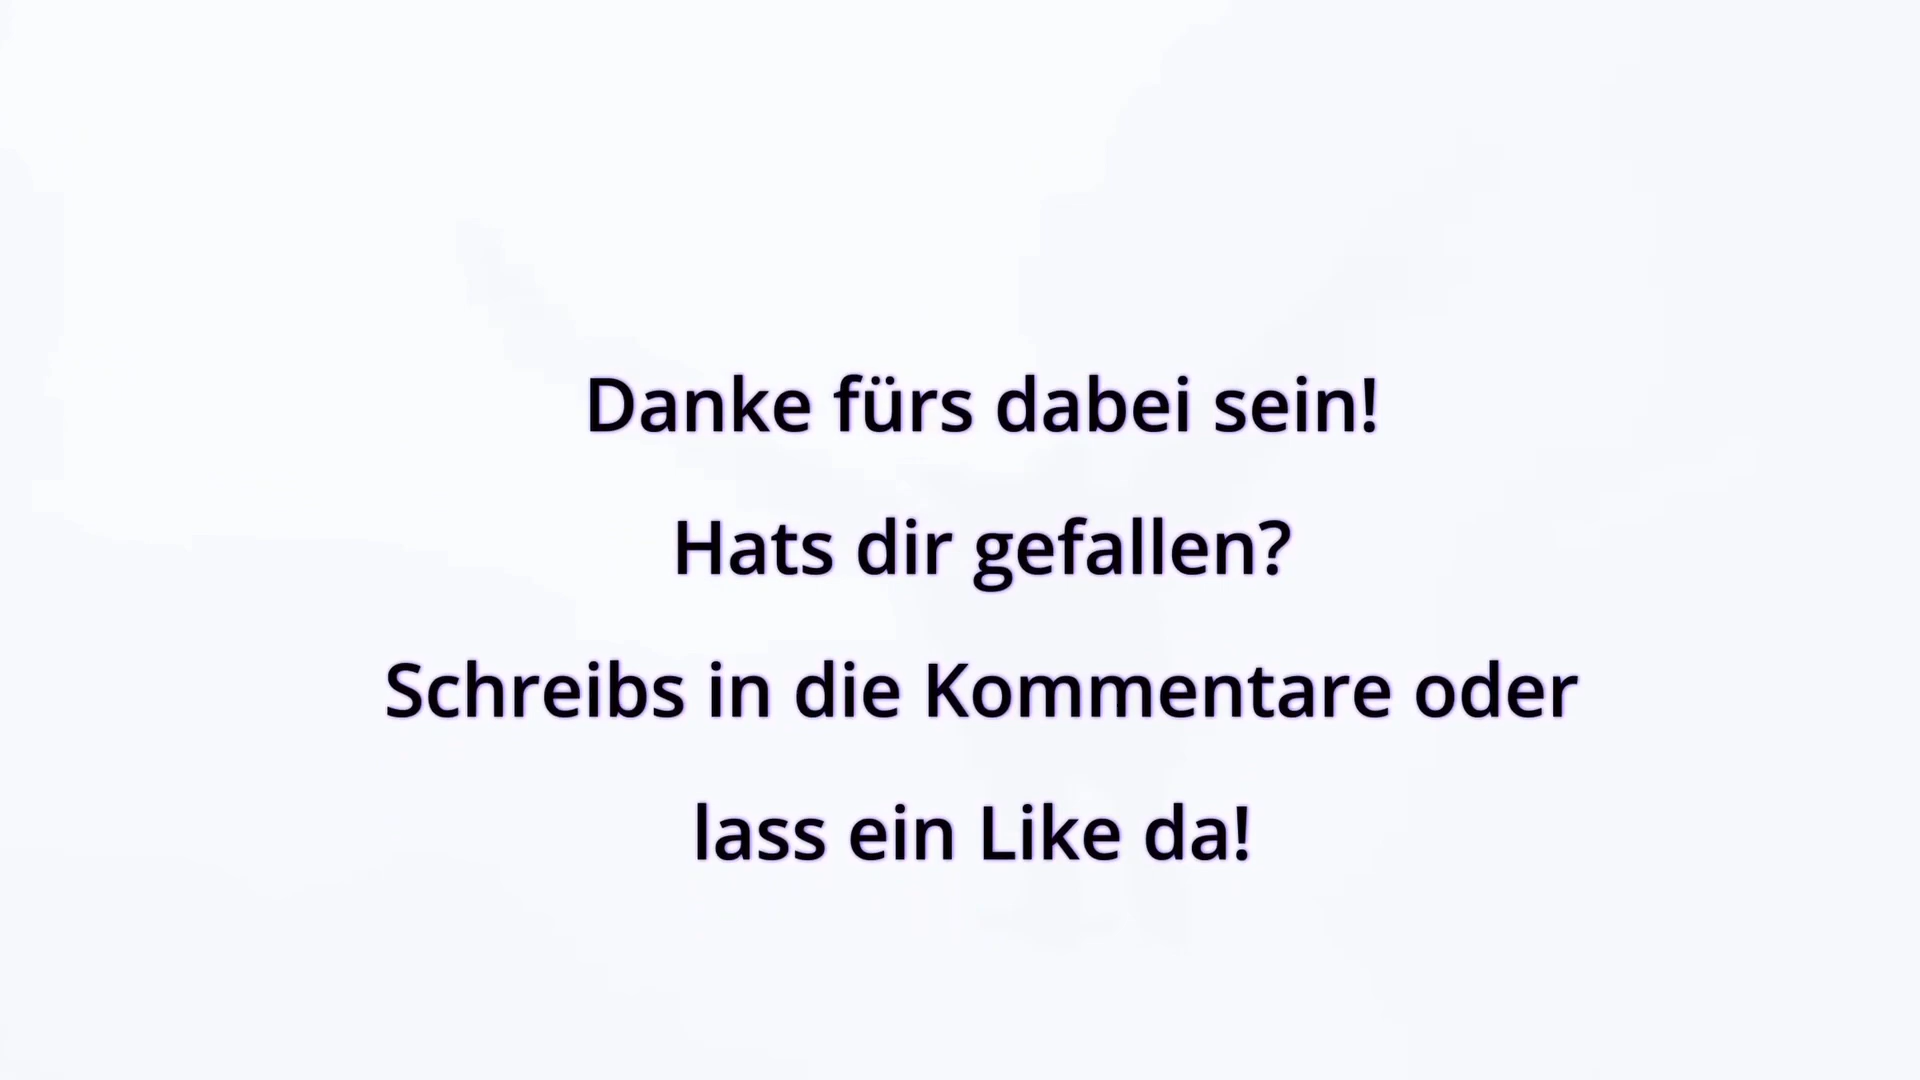 Danke fürs dabei sein!
Hats dir gefallen?
Schreibs in die Kommentare oder
lass ein Like da!